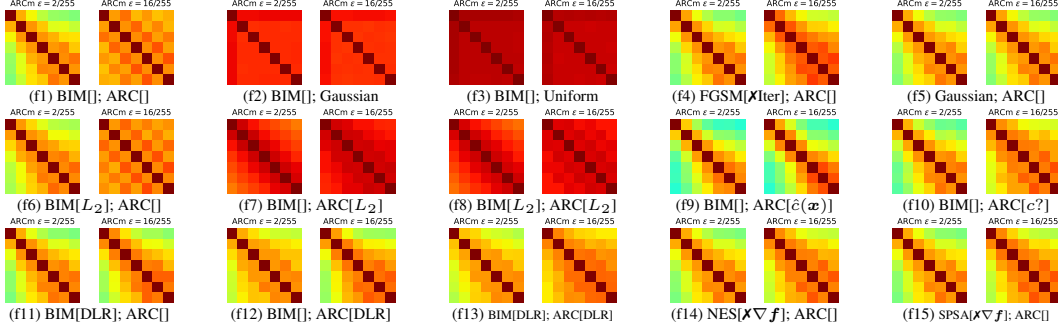 ARCm ε = 2/255 ARCm ε = 16/255 ARCm ε = 2/255 ARCm ε = 16/255 ARCm ε = 2/255 ARCm ε = 16/255 ARCm ε = 2/255 ARCm ε = 16/255 ARCm ε = 2/255 ARCm ε = 16/255
(f1) BIM[]; ARC[] (f2) BIM[]; Gaussian (f3) BIM[]; Uniform (f4) FGSM[✗Iter]; ARC[] (f5) Gaussian; ARC[]
ARCm ε = 2/255 ARCm ε = 16/255 ARCm ε = 2/255 ARCm ε = 16/255 ARCm ε = 2/255 ARCm ε = 16/255 ARCm ε = 2/255 ARCm ε = 16/255 ARCm ε = 2/255 ARCm ε = 16/255
(f6) BIM[L₂]; ARC[] (f7) BIM[]; ARC[L₂] (f8) BIM[L₂]; ARC[L₂] (f9) BIM[]; ARC[ĉ(x)] (f10) BIM[]; ARC[c?]
ARCm ε = 2/255 ARCm ε = 16/255 ARCm ε = 2/255 ARCm ε = 16/255 ARCm ε = 2/255 ARCm ε = 16/255 ARCm ε = 2/255 ARCm ε = 16/255 ARCm ε = 2/255 ARCm ε = 16/255
(f11) BIM[DLR]; ARC[] (f12) BIM[]; ARC[DLR] (f13) BIM[DLR]; ARC[DLR] (f14) NES[✗∇f]; ARC[] (f15) SPSA[✗∇f]; ARC[]